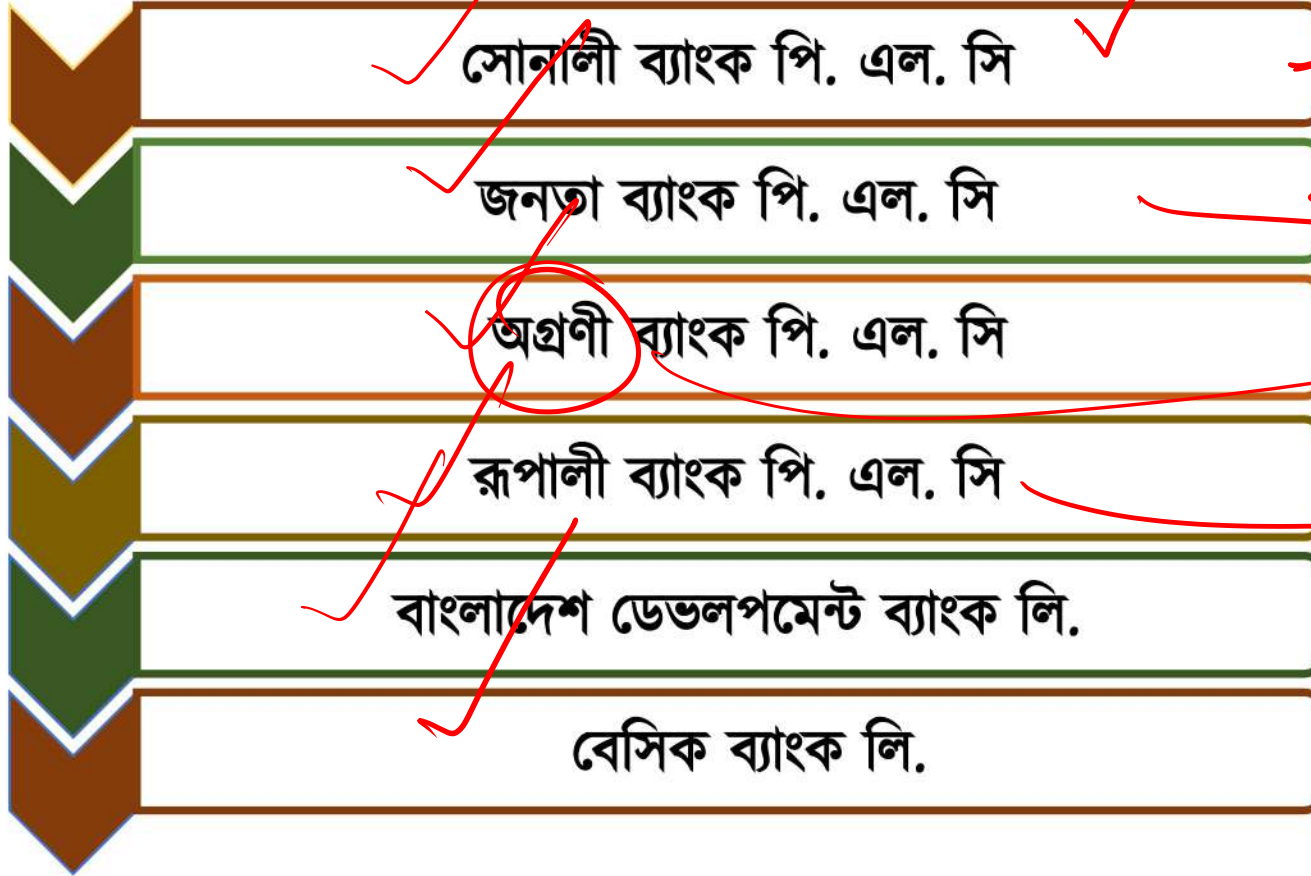 সোনালী ব্যাংক পি. এল. সি
জনতা ব্যাংক পি. এল. সি
অগ্রণী ব্যাংক পি. এল. সি
রূপালী ব্যাংক পি. এল. সি
বাংলাদেশ ডেভলপমেন্ট ব্যাংক লি.
বেসিক ব্যাংক লি.